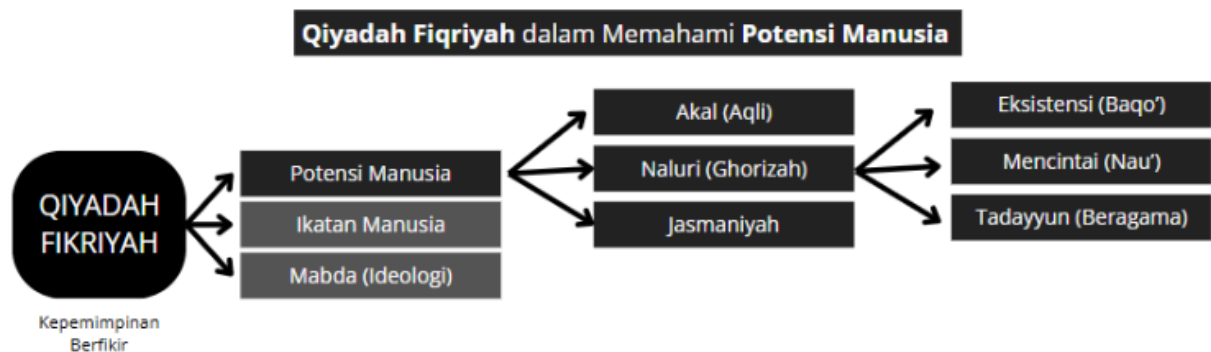 Qiyadah Fiqriyah dalam Memahami Potensi Manusia
QIYADAH
FIKRIYAH
Kepemimpinan
Berfikir
Potensi Manusia
Ikatan Manusia
Mabda (Ideologi)
Akal (Aqli)
Naluri (Ghorizah)
Jasmaniyah
Eksistensi (Baqo’)
Mencintai (Nau’)
Tadayyun (Beragama)